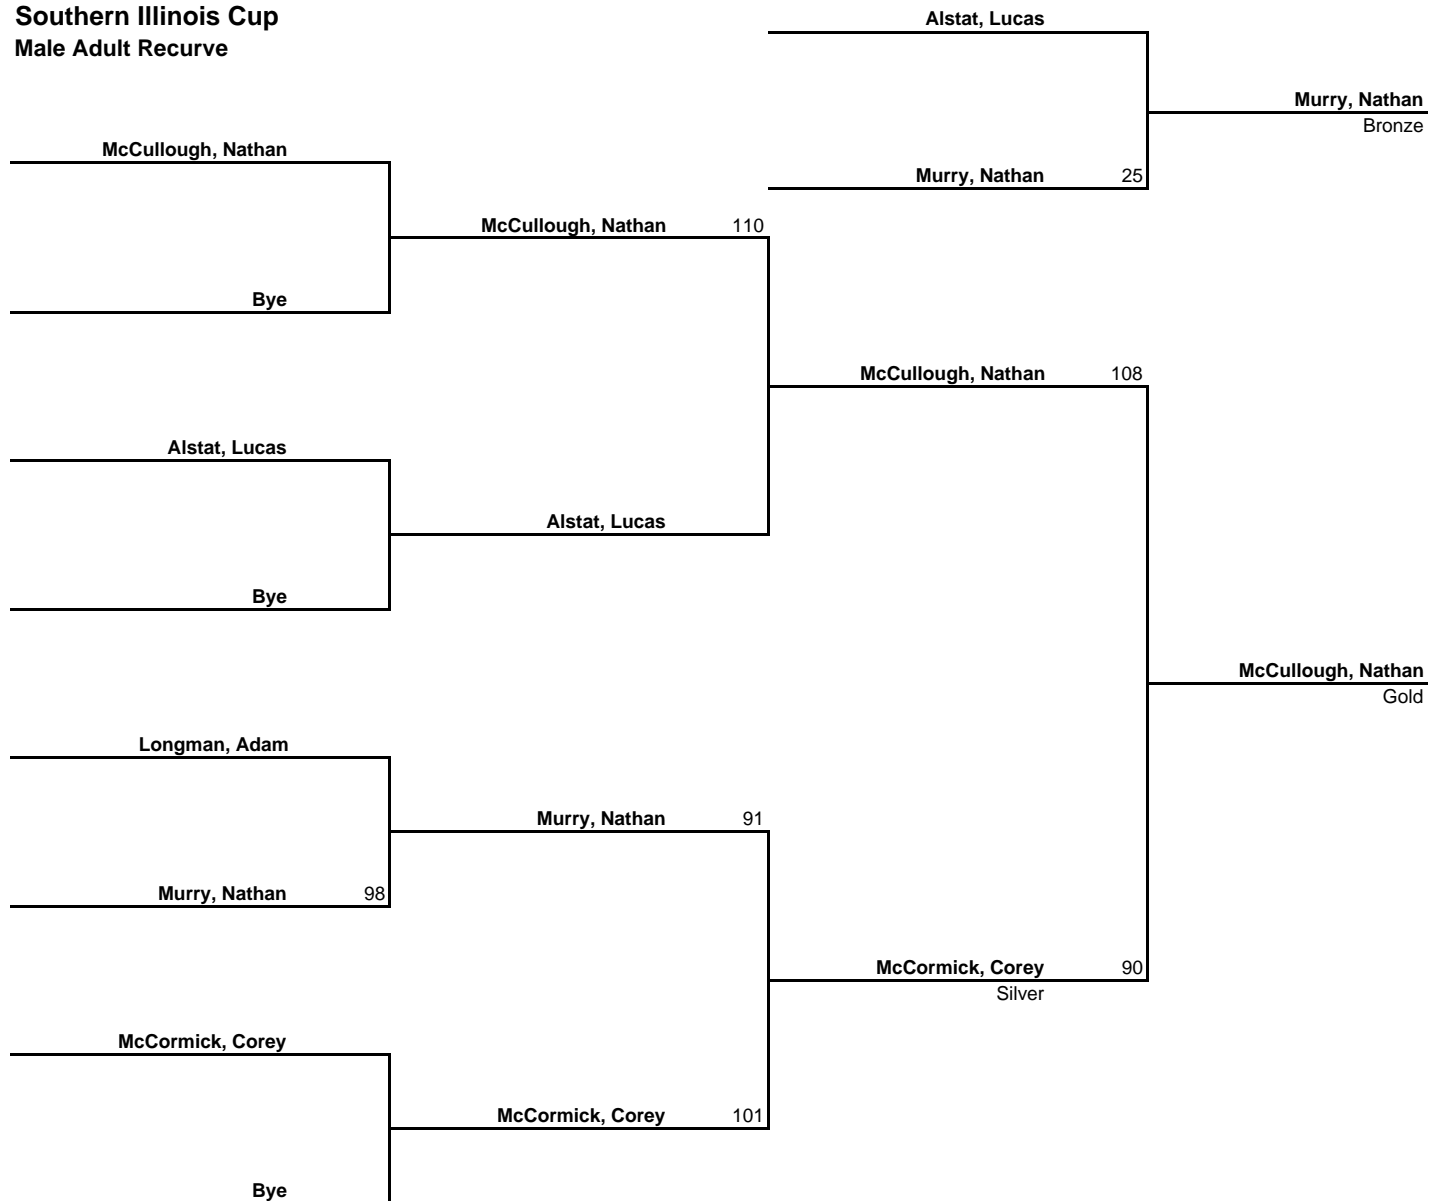 Southern Illinois Cup
Male Adult Recurve
Alstat, Lucas
Murry, Nathan
Bronze
McCullough, Nathan
Murry, Nathan 25
McCullough, Nathan 110
Bye
McCullough, Nathan 108
Alstat, Lucas
Alstat, Lucas
Bye
McCullough, Nathan
Gold
Longman, Adam
Murry, Nathan 91
Murry, Nathan 98
McCormick, Corey 90
Silver
McCormick, Corey
McCormick, Corey 101
Bye